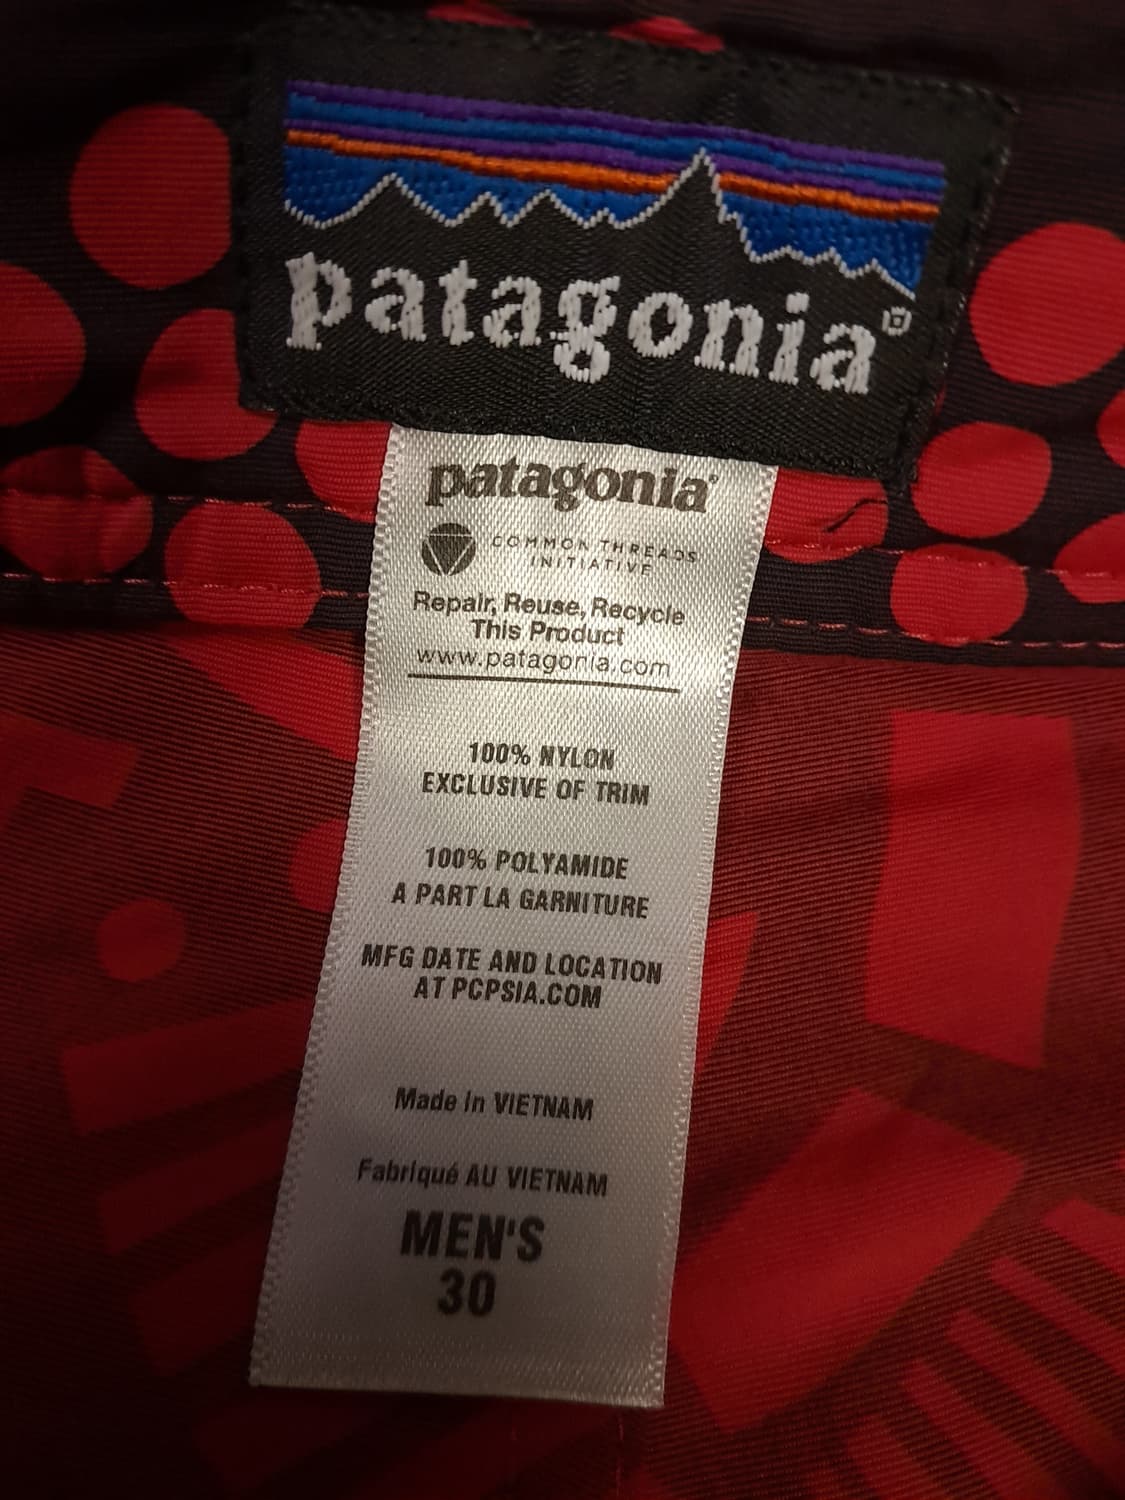 patagonia®
patagonia®
COMMON THREADS
INITIATIVE
Repair, Reuse, Recycle
This Product
www.patagonia.com
100% NYLON
EXCLUSIVE OF TRIM
100% POLYAMIDE
A PART LA GARNITURE
MFG DATE AND LOCATION
AT PCPSIA.COM
Made in VIETNAM
Fabriqué AU VIETNAM
MEN'S
30